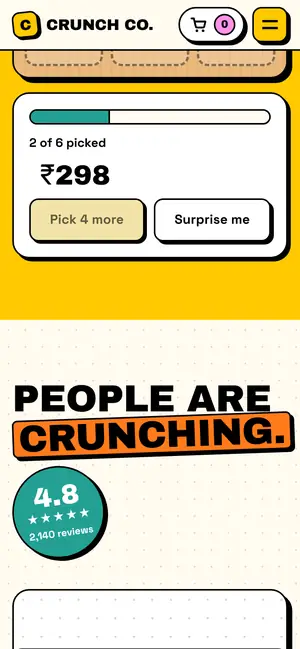 C CRUNCH CO.
0
2 of 6 picked
₹298
Pick 4 more
Surprise me
PEOPLE ARE
CRUNCHING.
4.8
★★★★★
2,140 reviews